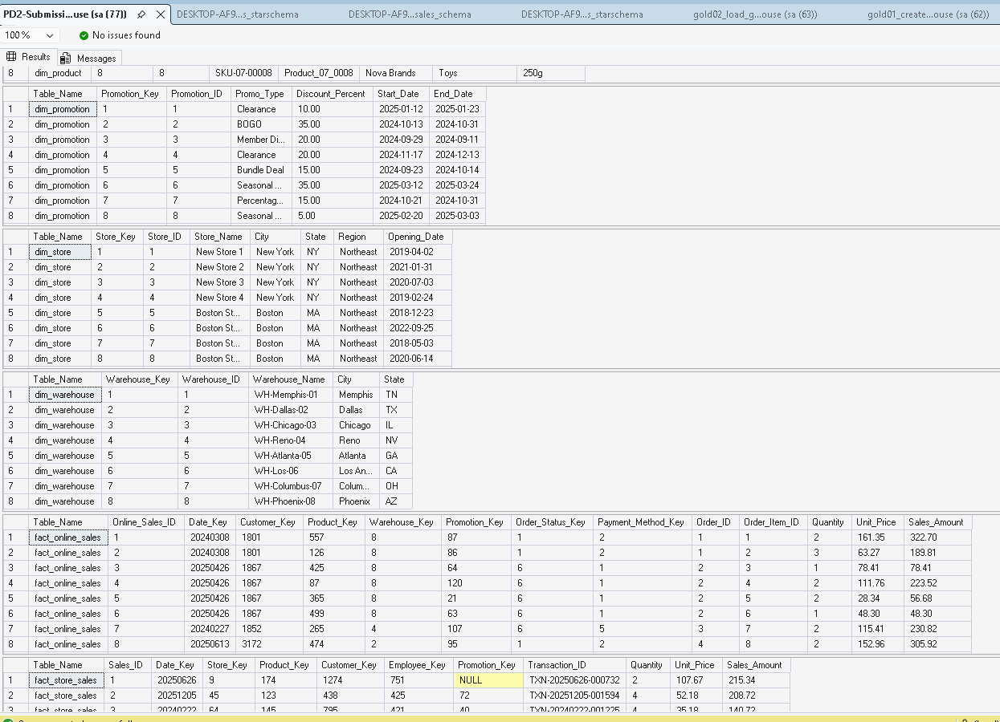 PD2-Submissi...use (sa (77)) DESKTOP-AF9...s_starschema DESKTOP-AF9...sales_schema DESKTOP-AF9...s_starschema gold02_load_g...ouse (sa (63)) gold01_create...ouse (sa (62))
100 % No issues found
Results Messages
8 dim_product 8 8 SKU-07-00008 Product_07_0008 Nova Brands Toys 250g
Table_Name Promotion_Key Promotion_ID Promo_Type Discount_Percent Start_Date End_Date
1 dim_promotion 1 1 Clearance 10.00 2025-01-12 2025-01-23
2 dim_promotion 2 2 BOGO 35.00 2024-10-13 2024-10-31
3 dim_promotion 3 3 Member Di... 20.00 2024-09-29 2024-09-11
4 dim_promotion 4 4 Clearance 20.00 2024-11-17 2024-12-13
5 dim_promotion 5 5 Bundle Deal 15.00 2024-09-23 2024-10-14
6 dim_promotion 6 6 Seasonal ... 35.00 2025-03-12 2025-03-24
7 dim_promotion 7 7 Percentag... 15.00 2024-10-21 2024-10-31
8 dim_promotion 8 8 Seasonal ... 5.00 2025-02-20 2025-03-03
Table_Name Store_Key Store_ID Store_Name City State Region Opening_Date
1 dim_store 1 1 New Store 1 New York NY Northeast 2019-04-02
2 dim_store 2 2 New Store 2 New York NY Northeast 2021-01-31
3 dim_store 3 3 New Store 3 New York NY Northeast 2020-07-03
4 dim_store 4 4 New Store 4 New York NY Northeast 2019-02-24
5 dim_store 5 5 Boston St... Boston MA Northeast 2018-12-23
6 dim_store 6 6 Boston St... Boston MA Northeast 2022-09-25
7 dim_store 7 7 Boston St... Boston MA Northeast 2018-05-03
8 dim_store 8 8 Boston St... Boston MA Northeast 2020-06-14
Table_Name Warehouse_Key Warehouse_ID Warehouse_Name City State
1 dim_warehouse 1 1 WH-Memphis-01 Memphis TN
2 dim_warehouse 2 2 WH-Dallas-02 Dallas TX
3 dim_warehouse 3 3 WH-Chicago-03 Chicago IL
4 dim_warehouse 4 4 WH-Reno-04 Reno NV
5 dim_warehouse 5 5 WH-Atlanta-05 Atlanta GA
6 dim_warehouse 6 6 WH-Los-06 Los An... CA
7 dim_warehouse 7 7 WH-Columbus-07 Colum... OH
8 dim_warehouse 8 8 WH-Phoenix-08 Phoenix AZ
Table_Name Online_Sales_ID Date_Key Customer_Key Product_Key Warehouse_Key Promotion_Key Order_Status_Key Payment_Method_Key Order_ID Order_Item_ID Quantity Unit_Price Sales_Amount
1 fact_online_sales 1 20240308 1801 557 8 87 1 2 1 1 2 161.35 322.70
2 fact_online_sales 2 20240308 1801 126 8 86 1 2 1 2 3 63.27 189.81
3 fact_online_sales 3 20250426 1867 425 8 64 6 1 2 3 1 78.41 78.41
4 fact_online_sales 4 20250426 1867 87 8 120 6 1 2 4 2 111.76 223.52
5 fact_online_sales 5 20250426 1867 365 8 21 6 1 2 5 2 28.34 56.68
6 fact_online_sales 6 20250426 1867 499 8 63 6 1 2 6 1 48.30 48.30
7 fact_online_sales 7 20240227 1852 265 4 107 6 5 3 7 2 115.41 230.82
8 fact_online_sales 8 20250613 3172 474 2 95 1 2 4 8 2 152.96 305.92
Table_Name Sales_ID Date_Key Store_Key Product_Key Customer_Key Employee_Key Promotion_Key Transaction_ID Quantity Unit_Price Sales_Amount
1 fact_store_sales 1 20250626 9 174 1274 751 NULL TXN-20250626-000732 2 107.67 215.34
2 fact_store_sales 2 20251205 45 123 438 425 72 TXN-20251205-001594 4 52.18 208.72
3 fact_store_sales 3 20240222 64 145 795 421 40 TXN-20240222-001225 4 35.18 140.72